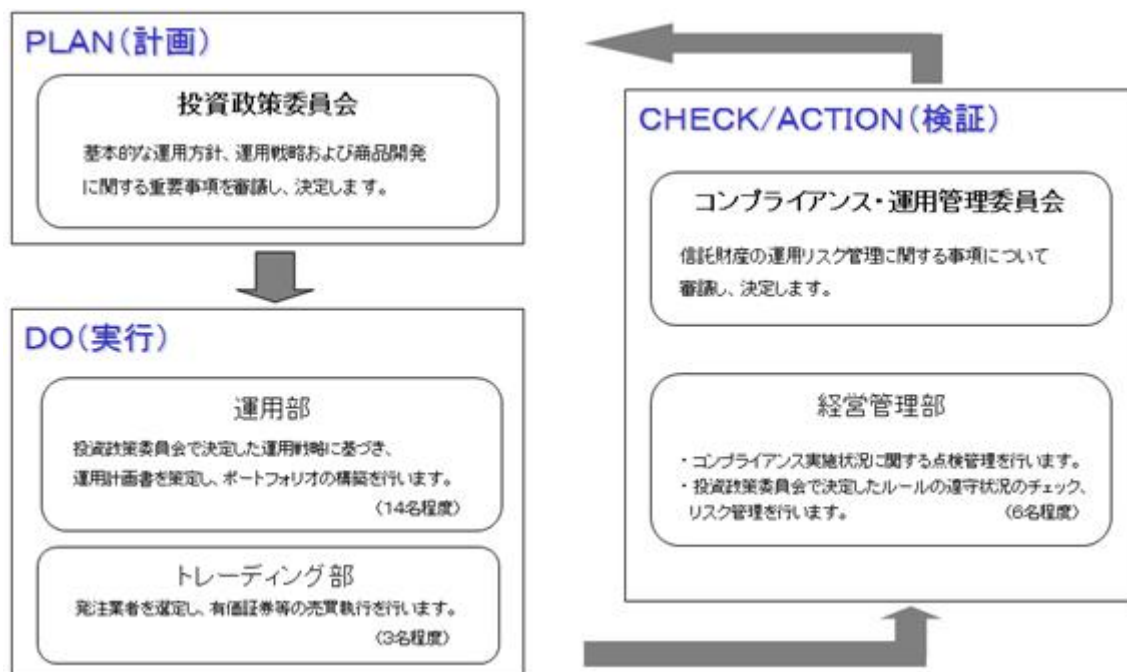 PLAN(計画)
投資政策委員会
基本的な運用方針、運用戦略および商品開発
に関する重要事項を審議し、決定します。
DO(実行)
運用部
投資政策委員会で決定した運用戦略に基づき、
運用計画書を策定し、ポートフォリオの構築を行います。
(14名程度)
トレーディング部
発注業者を選定し、有価証券等の売買執行を行います。
(3名程度)
CHECK/ACTION(検証)
コンプライアンス・運用管理委員会
信託財産の運用リスク管理に関する事項について
審議し、決定します。
経営管理部
・コンプライアンス実施状況に関する点検管理を行います。
・投資政策委員会で決定したルールの遵守状況のチェック、
リスク管理を行います。 (6名程度)